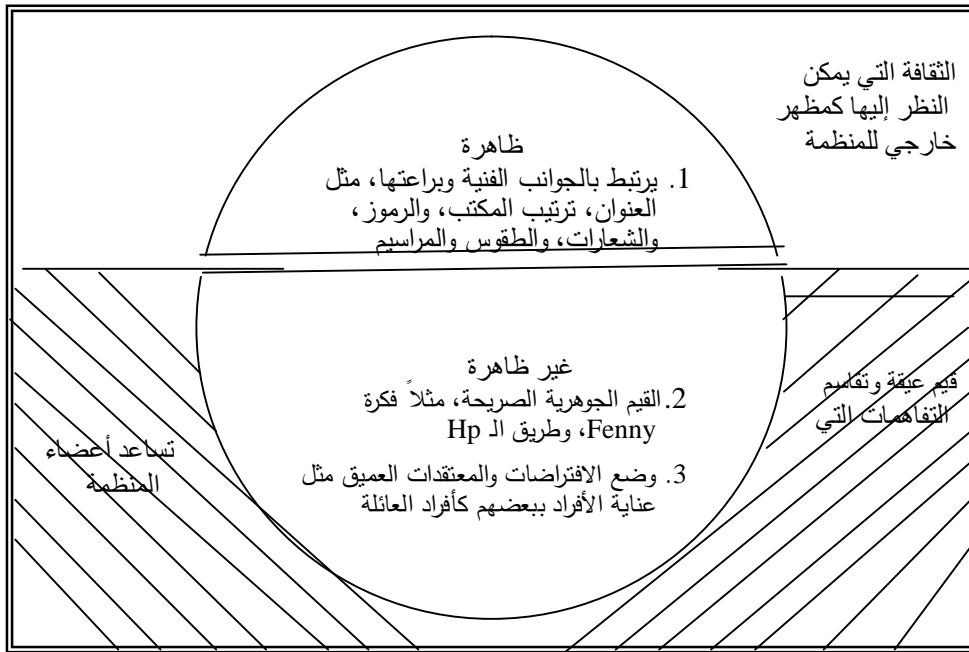 الثقافة التي يمكن
النظر إليها كمظهر
خارجي للمنظمة
ظاهرة
1. يرتبط بالجوانب الفنية وبراعتها، مثل
العنوان، ترتيب المكتب، والرموز،
والشعارات، والطقوس والمراسيم
غير ظاهرة
2. القيم الجوهرية الصريحة، مثلاً فكرة
Fenny، وطريق الـ Hp
3. وضع الافتراضات والمعتقدات العميق مثل
عناية الأفراد ببعضهم كأفراد العائلة
قيم عيقة وتقاسم
التفاهمات التي
تساعد أعضاء
المنظمة